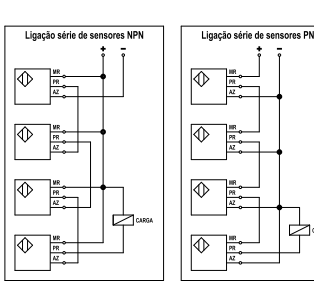 Ligação série de sensores NPN
+ −
MR
PR
AZ
MR
PR
AZ
MR
PR
AZ
CARGA
MR
PR
AZ
Ligação série de sensores PN
+ −
MR
PR
AZ
MR
PR
AZ
MR
PR
AZ
C
MR
PR
AZ